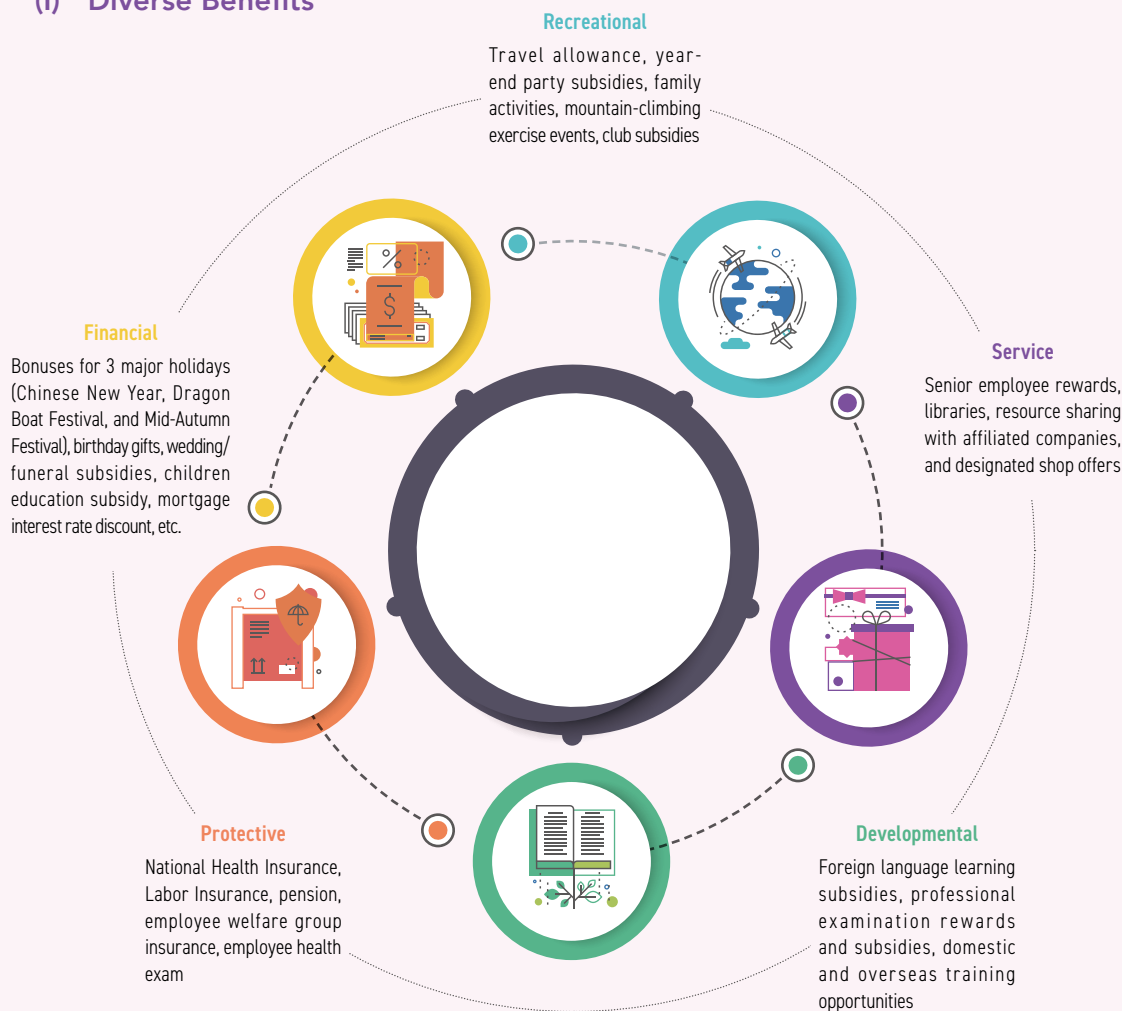 (I) Diverse Benefits
Recreational
Travel allowance, year-
end party subsidies, family
activities, mountain-climbing
exercise events, club subsidies
Financial
Bonuses for 3 major holidays
(Chinese New Year, Dragon
Boat Festival, and Mid-Autumn
Festival), birthday gifts, wedding/
funeral subsidies, children
education subsidy, mortgage
interest rate discount, etc.
Service
Senior employee rewards,
libraries, resource sharing
with affiliated companies,
and designated shop offers
%
$
Protective
National Health Insurance,
Labor Insurance, pension,
employee welfare group
insurance, employee health
exam
Developmental
Foreign language learning
subsidies, professional
examination rewards
and subsidies, domestic
and overseas training
opportunities